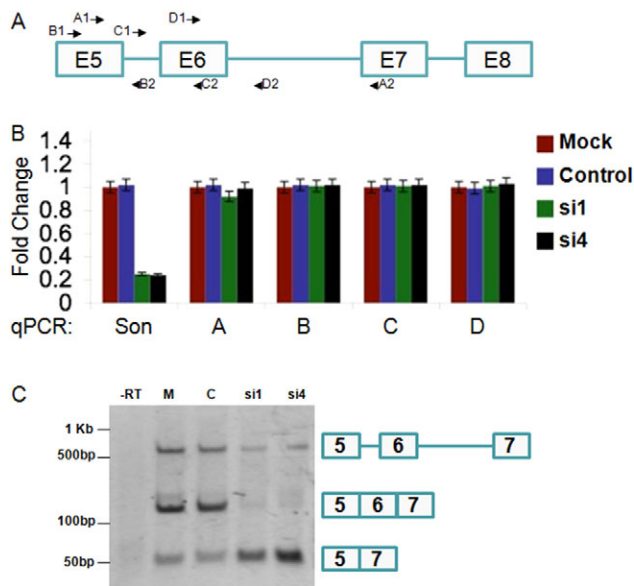 A
B1 A1 C1 D1
E5 E6 E7 E8
B2 C2 D2 A2
B
Fold Change
1.4
1.2
1
0.8
0.6
0.4
0.2
0
qPCR: Son A B C D
Mock
Control
si1
si4
C
-RT M C si1 si4
1 Kb
500bp
100bp
50bp
5 6 7
5 6 7
5 7